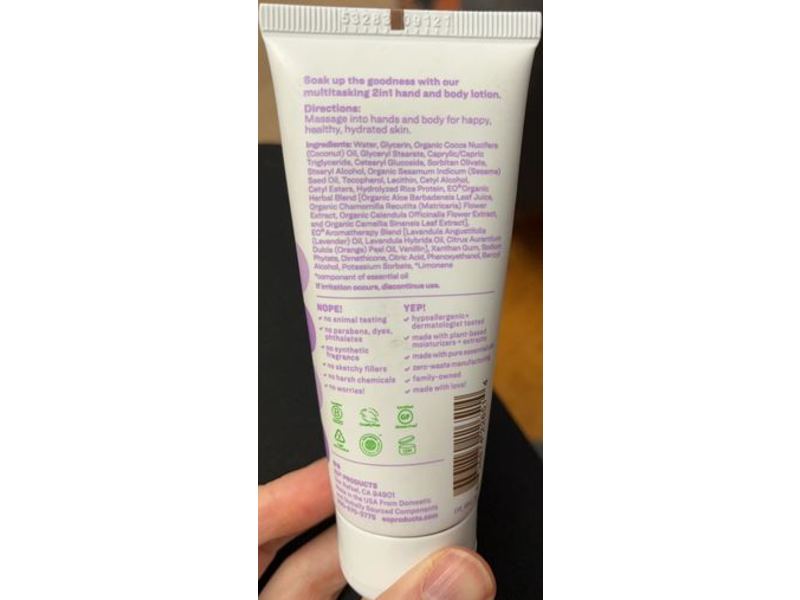 53283 09121
Soak up the goodness with our
multitasking 2in1 hand and body lotion.
Directions:
Massage into hands and body for happy,
healthy, hydrated skin.
Ingredients: Water, Glycerin, Organic Cocos Nucifera
(Coconut) Oil, Glyceryl Stearate, Caprylic/Capric
Triglyceride, Cetearyl Glucoside, Sorbitan Olivate,
Stearyl Alcohol, Organic Sesamum Indicum (Sesame)
Seed Oil, Tocopherol, Lecithin, Cetyl Alcohol,
Cetyl Esters, Hydrolyzed Rice Protein, EO® Organic
Herbal Blend [Organic Aloe Barbadensis Leaf Juice,
Organic Chamomilla Recutita (Matricaria) Flower
Extract, Organic Calendula Officinalis Flower Extract,
and Organic Camellia Sinensis Leaf Extract],
EO® Aromatherapy Blend [Lavandula Angustifolia
(Lavender) Oil, Lavandula Hybrida Oil, Citrus Aurantium
Dulcis (Orange) Peel Oil, Vanillin], Xanthan Gum, Sodium
Phytate, Dimethicone, Citric Acid, Phenoxyethanol, Benzyl
Alcohol, Potassium Sorbate, *Limonene
*component of essential oil
If irritation occurs, discontinue use.
NOPE!
✓ no animal testing
✓ no parabens, dyes,
phthalates
✓ no synthetic
fragrance
✓ no sketchy fillers
✓ no harsh chemicals
✓ no worries!
YEP!
✓ hypoallergenic +
dermatologist tested
✓ made with plant-based
moisturizers + extracts
✓ made with pure essential oils
✓ zero-waste manufacturing
✓ family-owned
✓ made with love!
B
GF
PRODUCTS
Rafael, CA 94901
Made in the USA From Domestic
and Globally Sourced Components
eoproducts.com